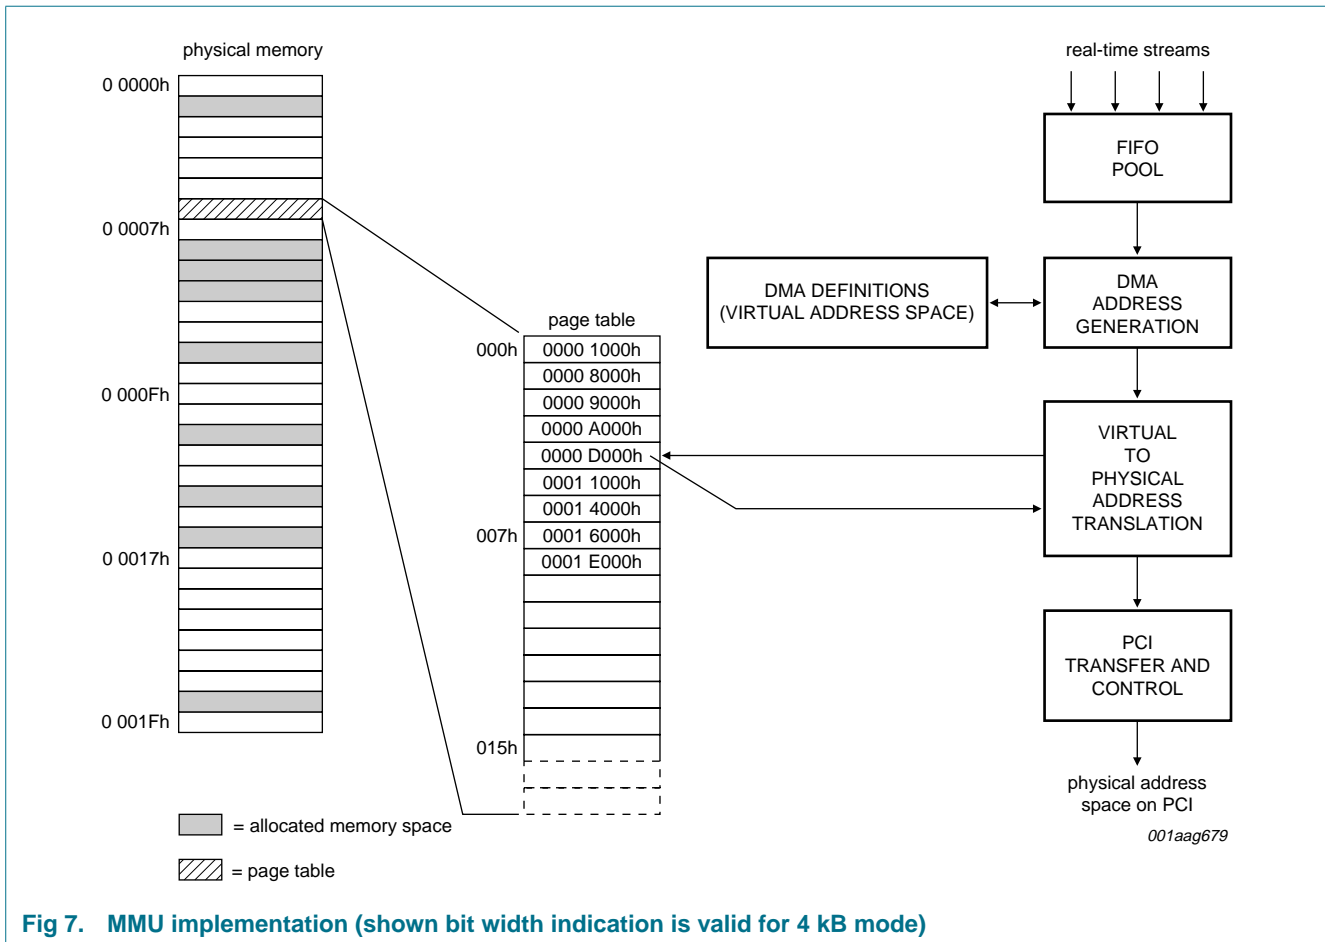 physical memory
0 0000h
0 0007h
0 000Fh
0 0017h
0 001Fh
= allocated memory space
= page table
page table
000h
0000 1000h
0000 8000h
0000 9000h
0000 A000h
0000 D000h
0001 1000h
0001 4000h
007h
0001 6000h
0001 E000h
015h
real-time streams
FIFO
POOL
DMA DEFINITIONS
(VIRTUAL ADDRESS SPACE)
DMA
ADDRESS
GENERATION
VIRTUAL
TO
PHYSICAL
ADDRESS
TRANSLATION
PCI
TRANSFER AND
CONTROL
physical address
space on PCI
001aag679
Fig 7. MMU implementation (shown bit width indication is valid for 4 kB mode)